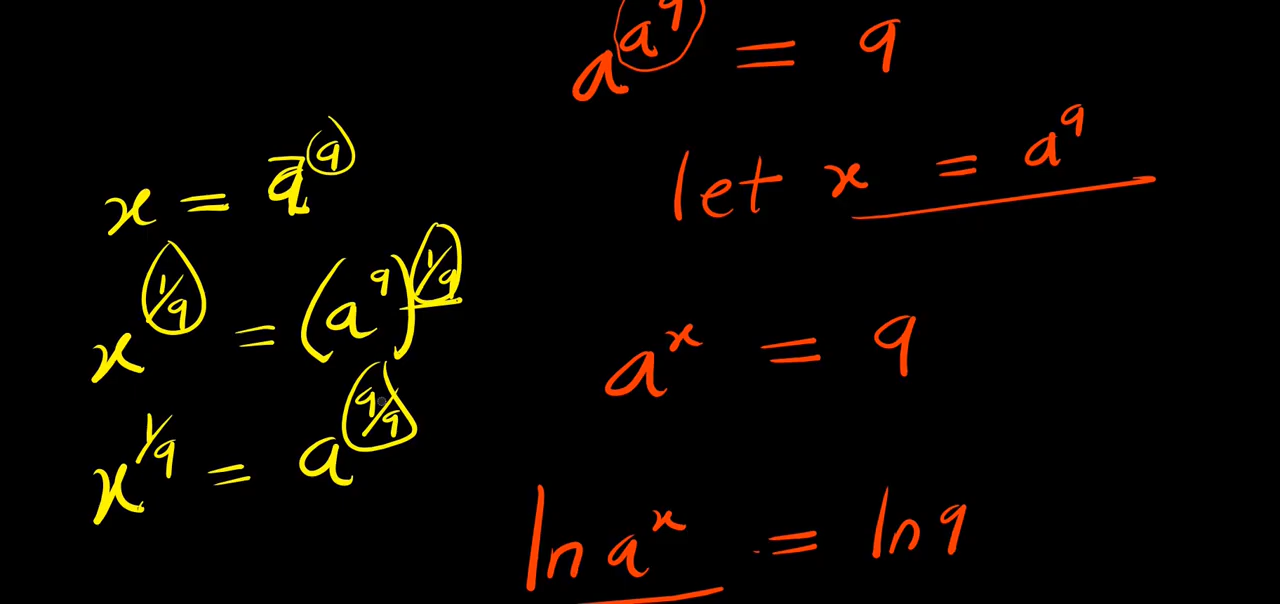 a^{a^9} = 9
let x = a^9
a^x = 9
ln a^x = ln 9
x = a^9
x^{1/9} = (a^9)^{1/9}
x^{1/9} = a^{9/9}